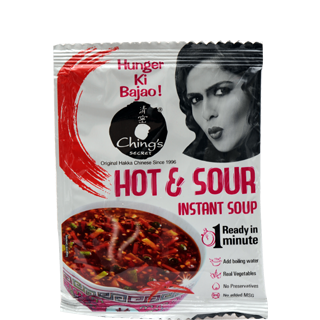 Hunger
Ki
Bajao!
Ching's
SECRET
Original Hakka Chinese Since 1996
HOT & SOUR
INSTANT SOUP
1 Ready in
minute
Add boiling water
Real Vegetables
No Preservatives
No added MSG